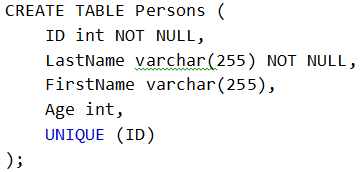 CREATE TABLE Persons (
    ID int NOT NULL,
    LastName varchar(255) NOT NULL,
    FirstName varchar(255),
    Age int,
    UNIQUE (ID)
);